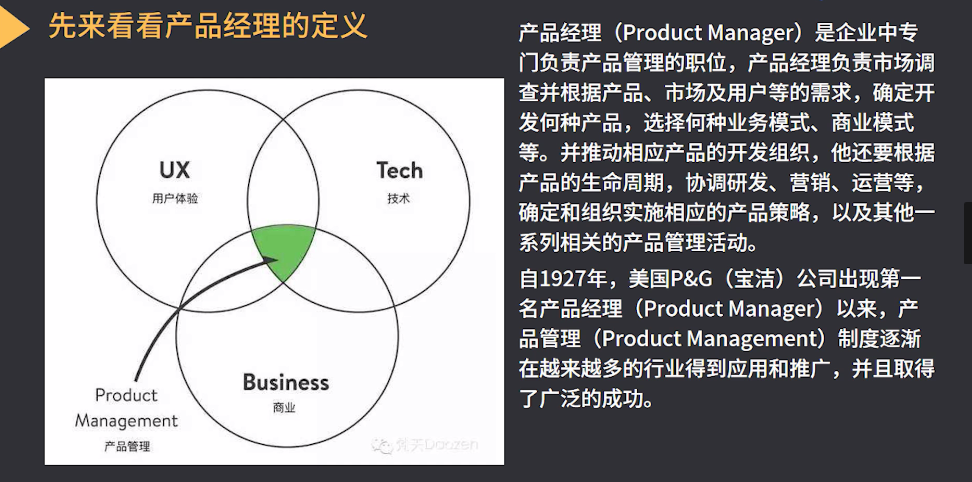 先来看看产品经理的定义
UX
用户体验
Tech
技术
Business
商业
Product
Management
产品管理
产品经理（Product Manager）是企业中专
门负责产品管理的职位，产品经理负责市场调
查并根据产品、市场及用户等的需求，确定开
发何种产品，选择何种业务模式、商业模式
等。并推动相应产品的开发组织，他还要根据
产品的生命周期，协调研发、营销、运营等，
确定和组织实施相应的产品策略，以及其他一
系列相关的产品管理活动。
自1927年，美国P&G（宝洁）公司出现第一
名产品经理（Product Manager）以来，产
品管理（Product Management）制度逐渐
在越来越多的行业得到应用和推广，并且取得
了广泛的成功。